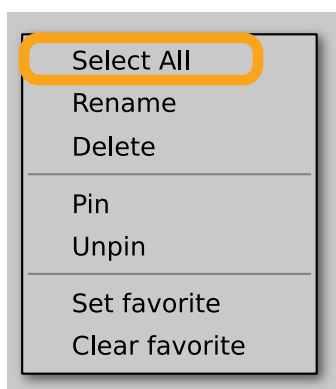 Select All
Rename
Delete
Pin
Unpin
Set favorite
Clear favorite